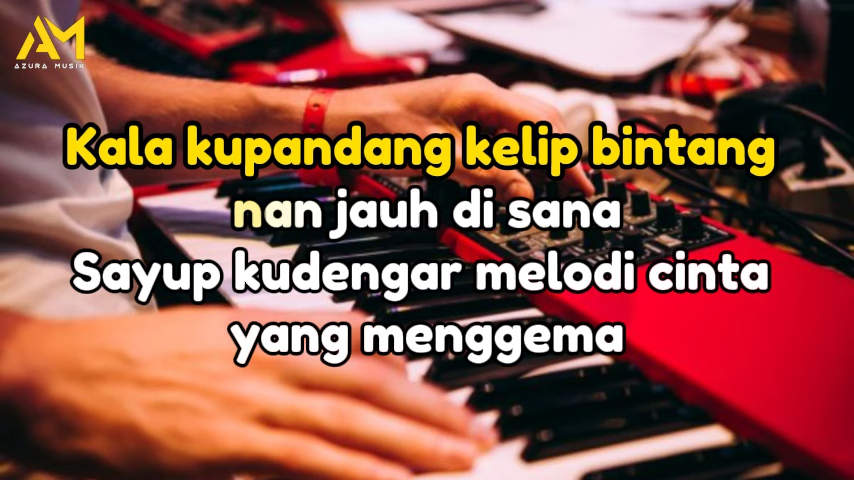 AM
AZURA MUSIK
Kala kupandang kelip bintang
nan jauh di sana
Sayup kudengar melodi cinta
yang menggema